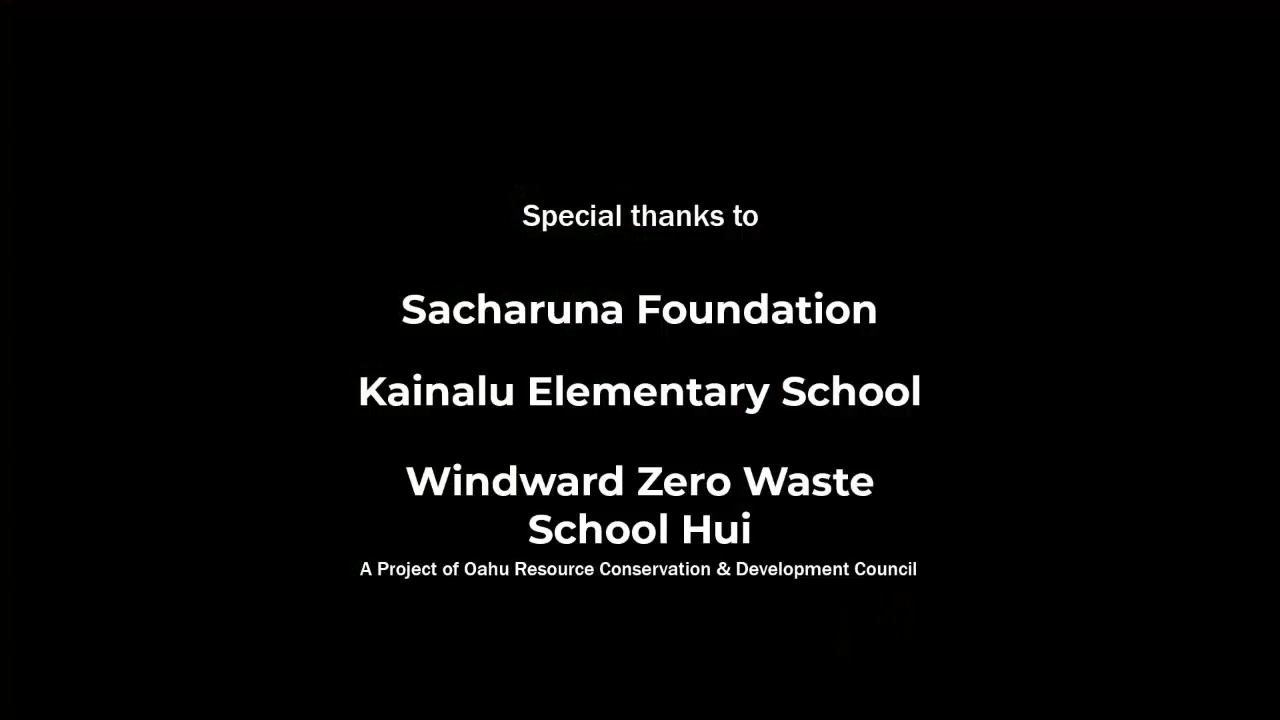 Special thanks to
Sacharuna Foundation
Kainalu Elementary School
Windward Zero Waste
School Hui
A Project of Oahu Resource Conservation & Development Council